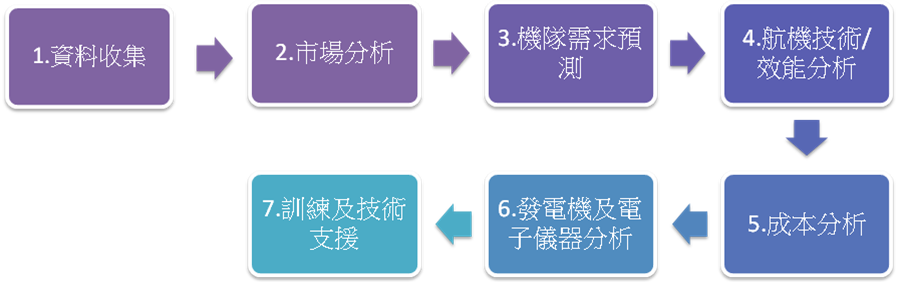 1.資料收集
2.市場分析
3.機隊需求預
測
4.航機技術/
效能分析
5.成本分析
6.發電機及電
子儀器分析
7.訓練及技術
支援